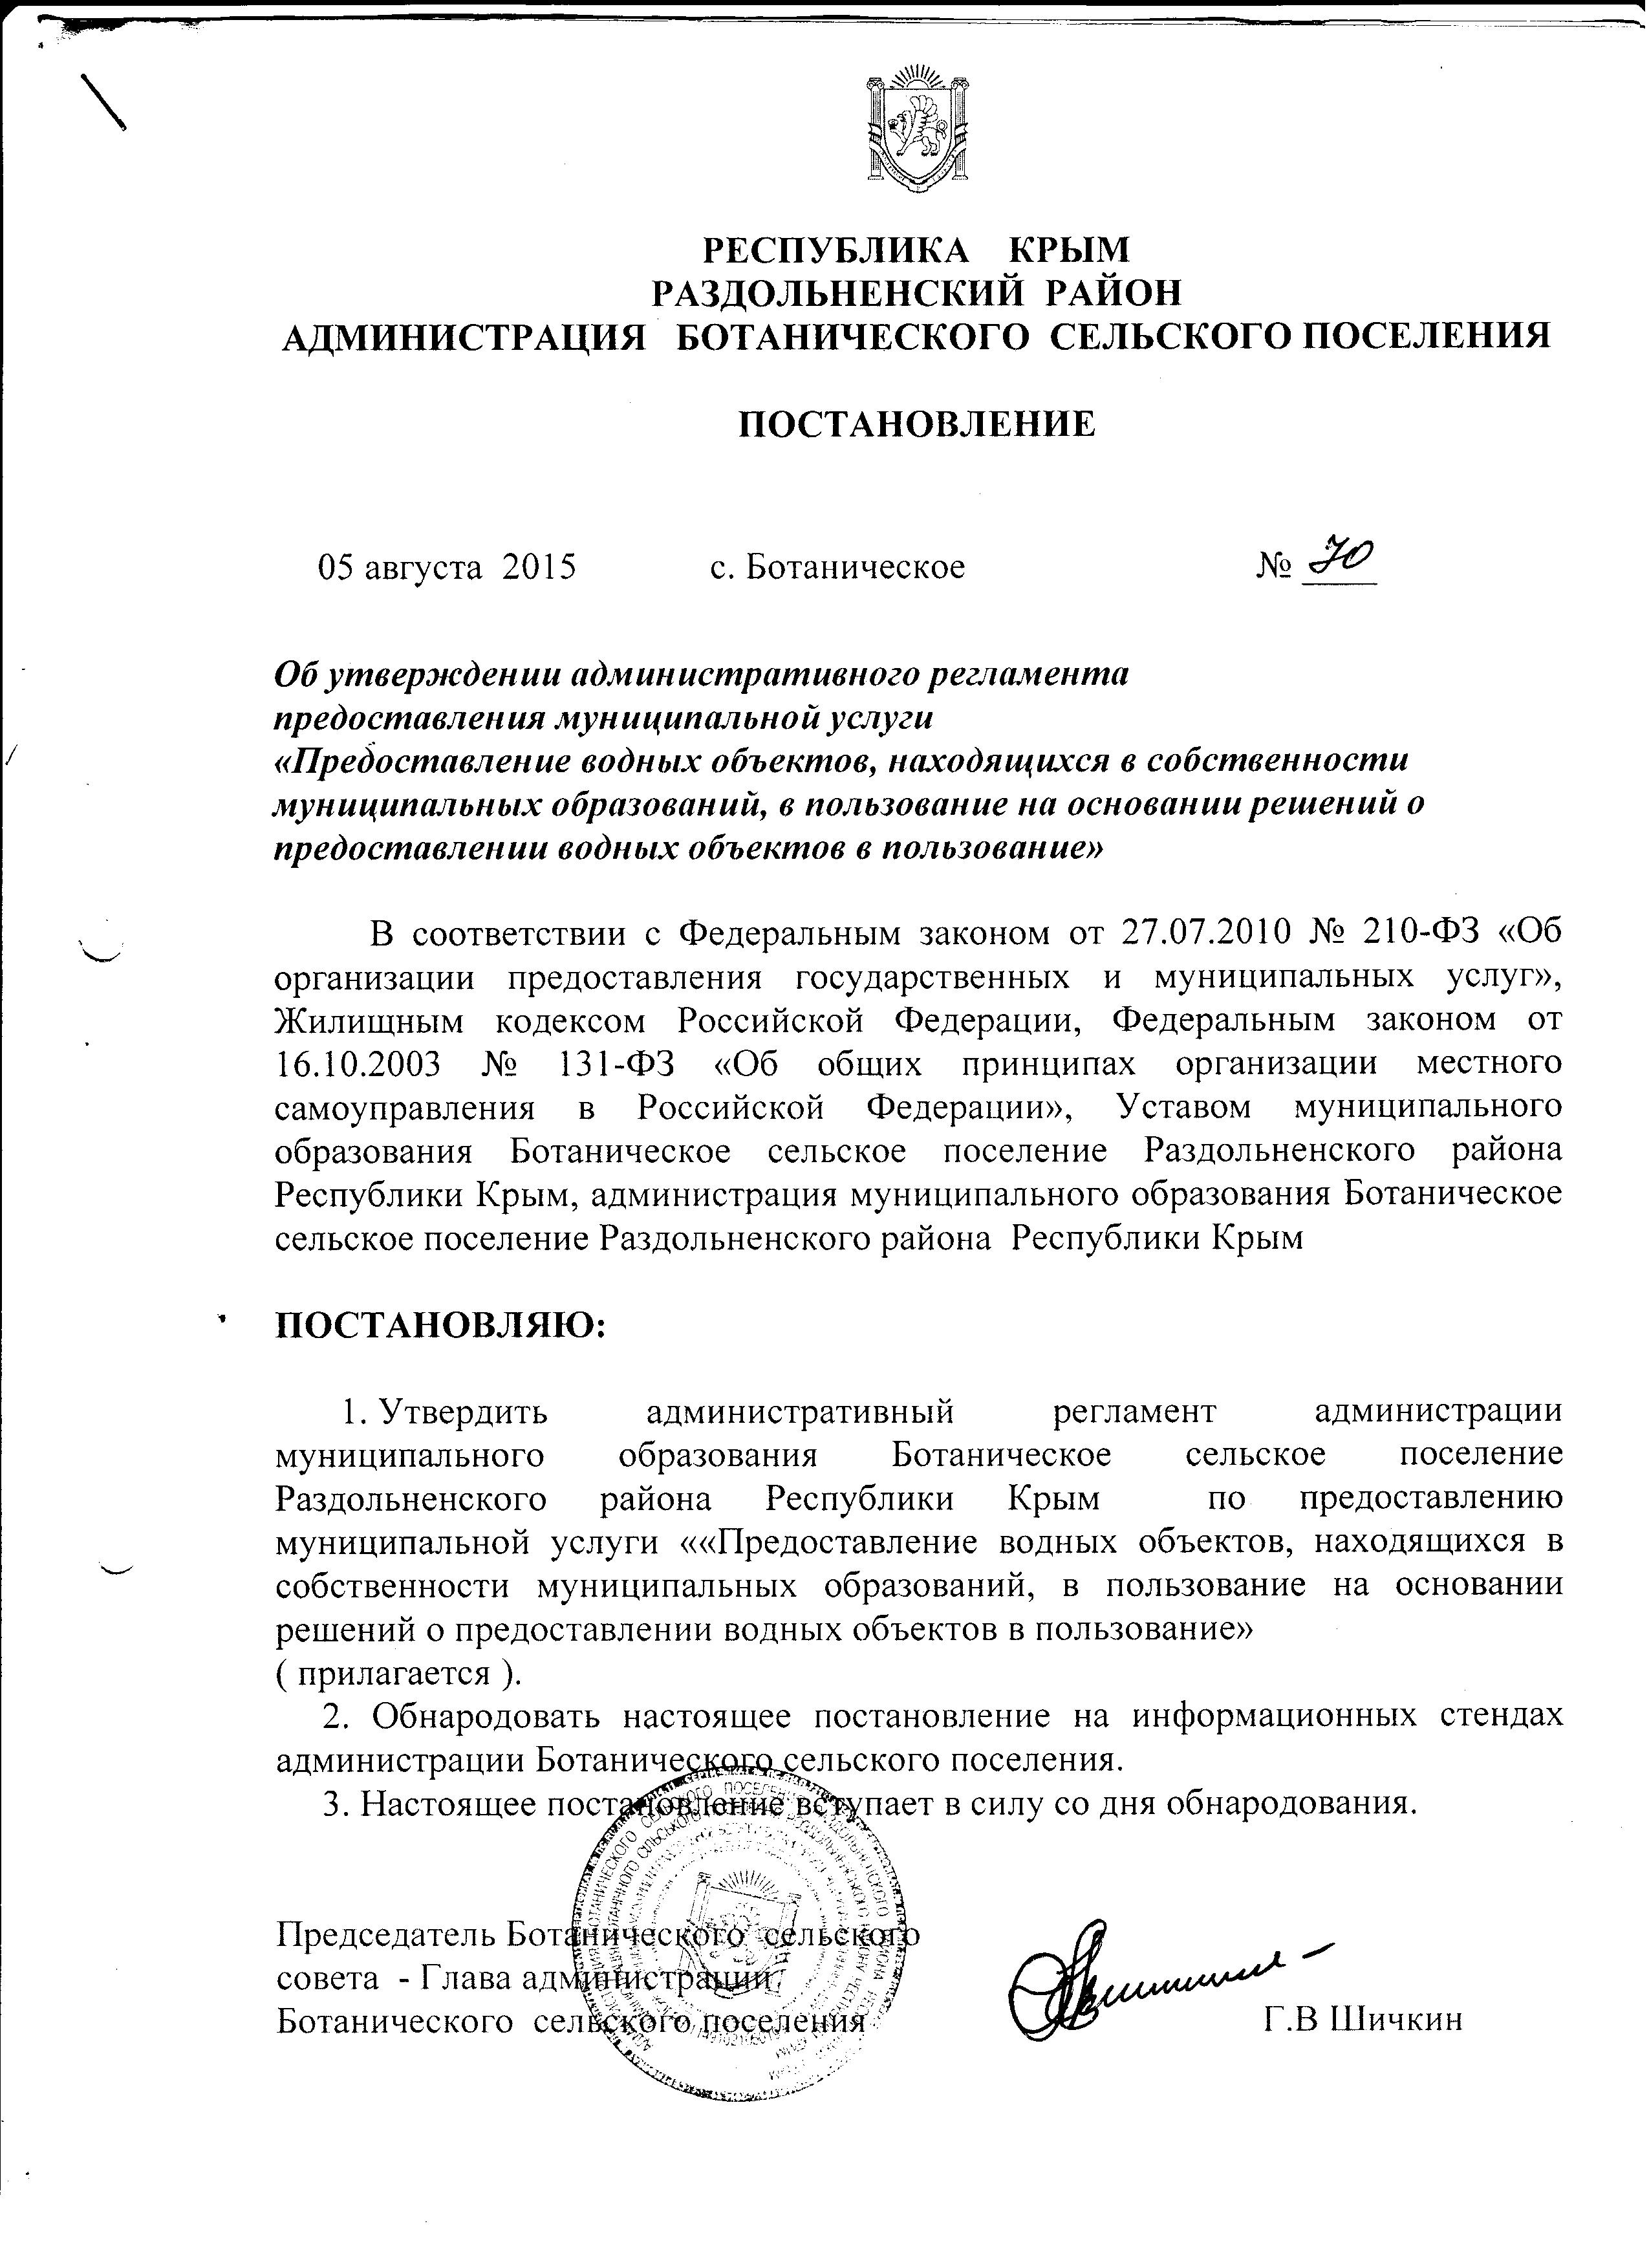 РЕСПУБЛИКА КРЫМ
РАЗДОЛЬНЕНСКИЙ РАЙОН
АДМИНИСТРАЦИЯ БОТАНИЧЕСКОГО СЕЛЬСКОГО ПОСЕЛЕНИЯ
ПОСТАНОВЛЕНИЕ
05 августа 2015 с. Ботаническое № 70
Об утверждении административного регламента
предоставления муниципальной услуги
«Предоставление водных объектов, находящихся в собственности
муниципальных образований, в пользование на основании решений о
предоставлении водных объектов в пользование»
В соответствии с Федеральным законом от 27.07.2010 № 210-ФЗ «Об
организации предоставления государственных и муниципальных услуг»,
Жилищным кодексом Российской Федерации, Федеральным законом от
16.10.2003 № 131-ФЗ «Об общих принципах организации местного
самоуправления в Российской Федерации», Уставом муниципального
образования Ботаническое сельское поселение Раздольненского района
Республики Крым, администрация муниципального образования Ботаническое
сельское поселение Раздольненского района Республики Крым
ПОСТАНОВЛЯЮ:
1. Утвердить административный регламент администрации
муниципального образования Ботаническое сельское поселение
Раздольненского района Республики Крым по предоставлению
муниципальной услуги ««Предоставление водных объектов, находящихся в
собственности муниципальных образований, в пользование на основании
решений о предоставлении водных объектов в пользование»
( прилагается ).
2. Обнародовать настоящее постановление на информационных стендах
администрации Ботанического сельского поселения.
3. Настоящее постановление вступает в силу со дня обнародования.
Председатель Ботанического сельского
совета - Глава администрации
Ботанического сельского поселения Г.В Шичкин